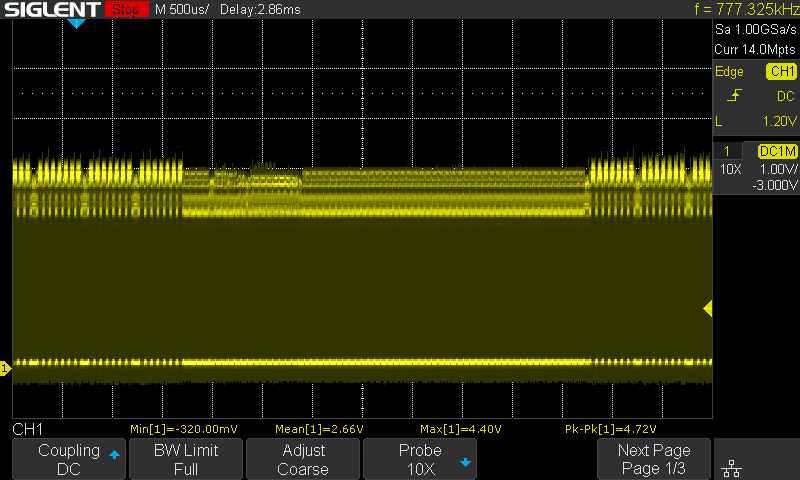 SIGLENT Stop M 500us/ Delay:2.86ms f = 777.325kHz
Sa 1.00GSa/s
Curr 14.0Mpts
Edge CH1
DC
L 1.20V
1 DC1M
10X 1.00V/
-3.000V
1
CH1 Min[1]=-320.00mV Mean[1]=2.66V Max[1]=4.40V Pk-Pk[1]=4.72V
Coupling BW Limit Adjust Probe Next Page
DC Full Coarse 10X Page 1/3